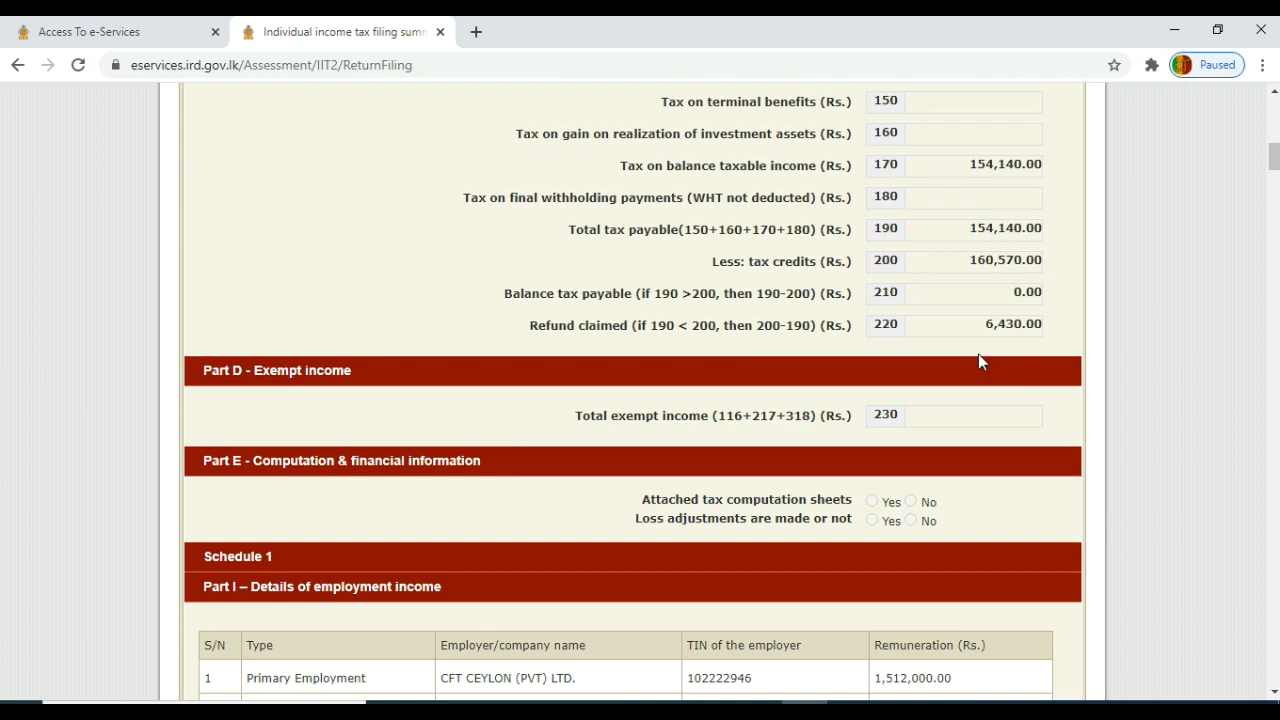 Access To e-Services
Individual income tax filing sum
eservices.ird.gov.lk/Assessment/IIT2/ReturnFiling
Paused
Tax on terminal benefits (Rs.) 150
Tax on gain on realization of investment assets (Rs.) 160
Tax on balance taxable income (Rs.) 170 154,140.00
Tax on final withholding payments (WHT not deducted) (Rs.) 180
Total tax payable(150+160+170+180) (Rs.) 190 154,140.00
Less: tax credits (Rs.) 200 160,570.00
Balance tax payable (if 190 >200, then 190-200) (Rs.) 210 0.00
Refund claimed (if 190 < 200, then 200-190) (Rs.) 220 6,430.00
Part D - Exempt income
Total exempt income (116+217+318) (Rs.) 230
Part E - Computation & financial information
Attached tax computation sheets Yes No
Loss adjustments are made or not Yes No
Schedule 1
Part I – Details of employment income
S/N Type Employer/company name TIN of the employer Remuneration (Rs.)
1 Primary Employment CFT CEYLON (PVT) LTD. 102222946 1,512,000.00